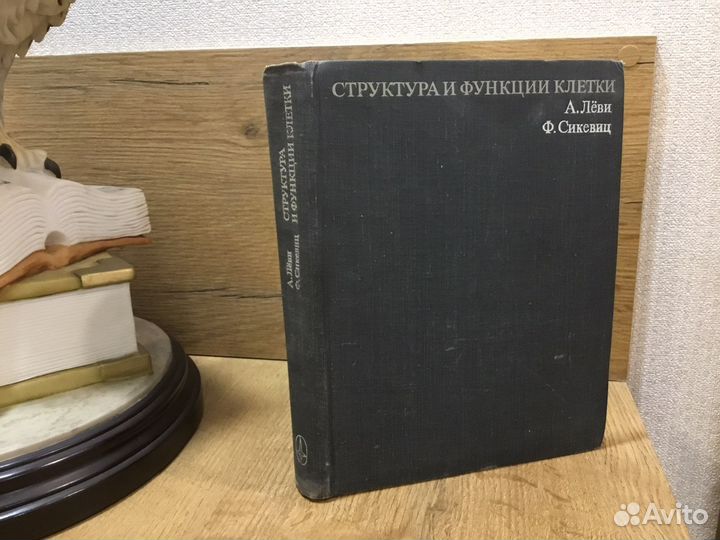 СТРУКТУРА И ФУНКЦИИ КЛЕТКИ
А. Лёви
Ф. Сикевиц
СТРУКТУРА
И ФУНКЦИИ КЛЕТКИ
А. Лёви
Ф. Сикевиц
Avito